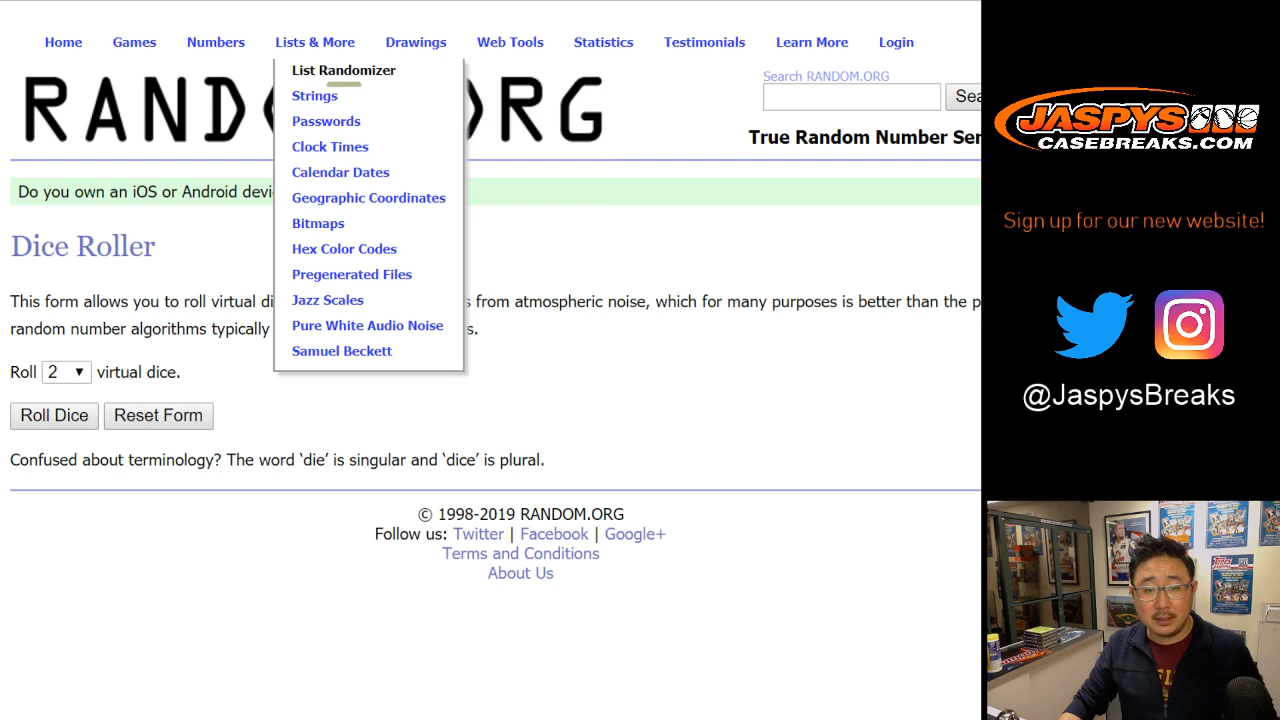 Home Games Numbers Lists & More Drawings Web Tools Statistics Testimonials Learn More Login
List Randomizer
Strings
Passwords
Clock Times
Calendar Dates
Geographic Coordinates
Bitmaps
Hex Color Codes
Pregenerated Files
Jazz Scales
Pure White Audio Noise
Samuel Beckett
RAND ORG
Search RANDOM.ORG
Sea
True Random Number Ser
Do you own an iOS or Android devi
Dice Roller
This form allows you to roll virtual di s from atmospheric noise, which for many purposes is better than the p
random number algorithms typically s.
Roll 2 virtual dice.
Roll Dice Reset Form
Confused about terminology? The word ‘die’ is singular and ‘dice’ is plural.
© 1998-2019 RANDOM.ORG
Follow us: Twitter | Facebook | Google+
Terms and Conditions
About Us
JASPYS
CASEBREAKS.COM
Sign up for our new website!
@JaspysBreaks